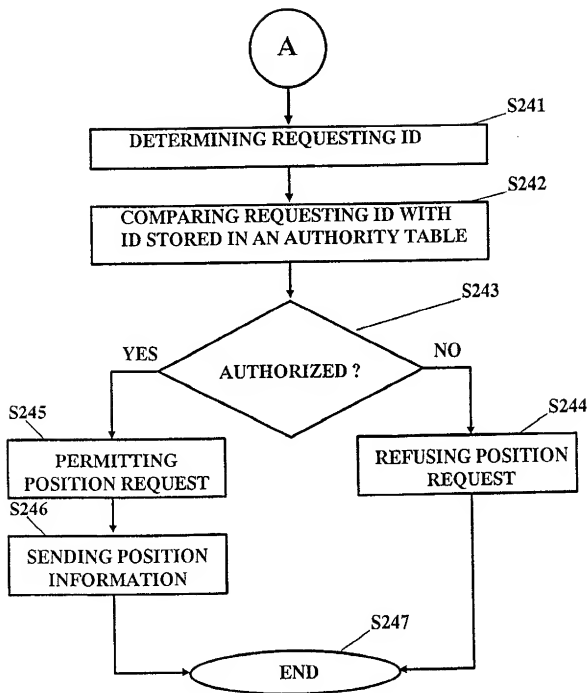 A
S241
DETERMINING REQUESTING ID
S242
COMPARING REQUESTING ID WITH
ID STORED IN AN AUTHORITY TABLE
S243
YES
NO
AUTHORIZED ?
S245
S244
PERMITTING
POSITION REQUEST
REFUSING POSITION
REQUEST
S246
SENDING POSITION
INFORMATION
S247
END